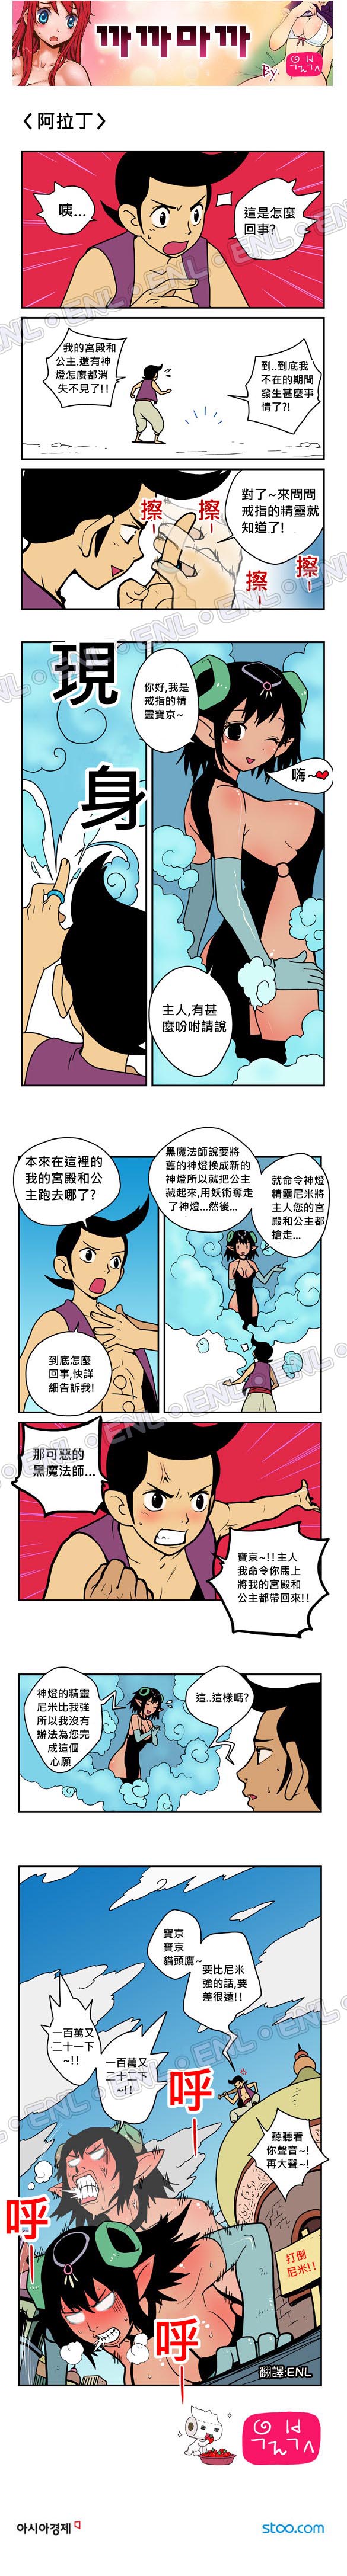 까까마까
By.
〈阿拉丁〉
咦...
這是怎麼
回事?
我的宮殿和
公主,還有神
燈怎麼都消
失不見了!!
到..到底我
不在的期間
發生甚麼事
情了?!
對了~來問問
戒指的精靈就
知道了!
擦
擦
擦
擦
現
身
你好,我是
戒指的精
靈寶京~
嗨~
主人,有甚
麼吩咐請說
本來在這裡的
我的宮殿和公
主跑去哪了?
到底怎麼
回事,快詳
細告訴我!
黑魔法師說要將
舊的神燈換成新的
神燈所以就把公主
藏起來,用妖術奪走
了神燈...然後...
就命令神燈
精靈尼米將
主人您的宮
殿和公主都
搶走...
那可惡的
黑魔法師...
寶京~!!主人
我命令你馬上
將我的宮殿和
公主都帶回來!!
神燈的精靈
尼米比我強
所以我沒有
辦法為您完
成這個
心願
這..這樣嗎?
寶京
寶京
貓頭鷹~
要比尼米
強的話,要
差很遠!!
一百萬又
二十一下
~!!
一百萬又
二十二下
~!!
呼
聽聽看
你聲音~!
再大聲~!
呼
打倒
尼米!!
呼
翻譯:ENL
아시아경제
stoo.com